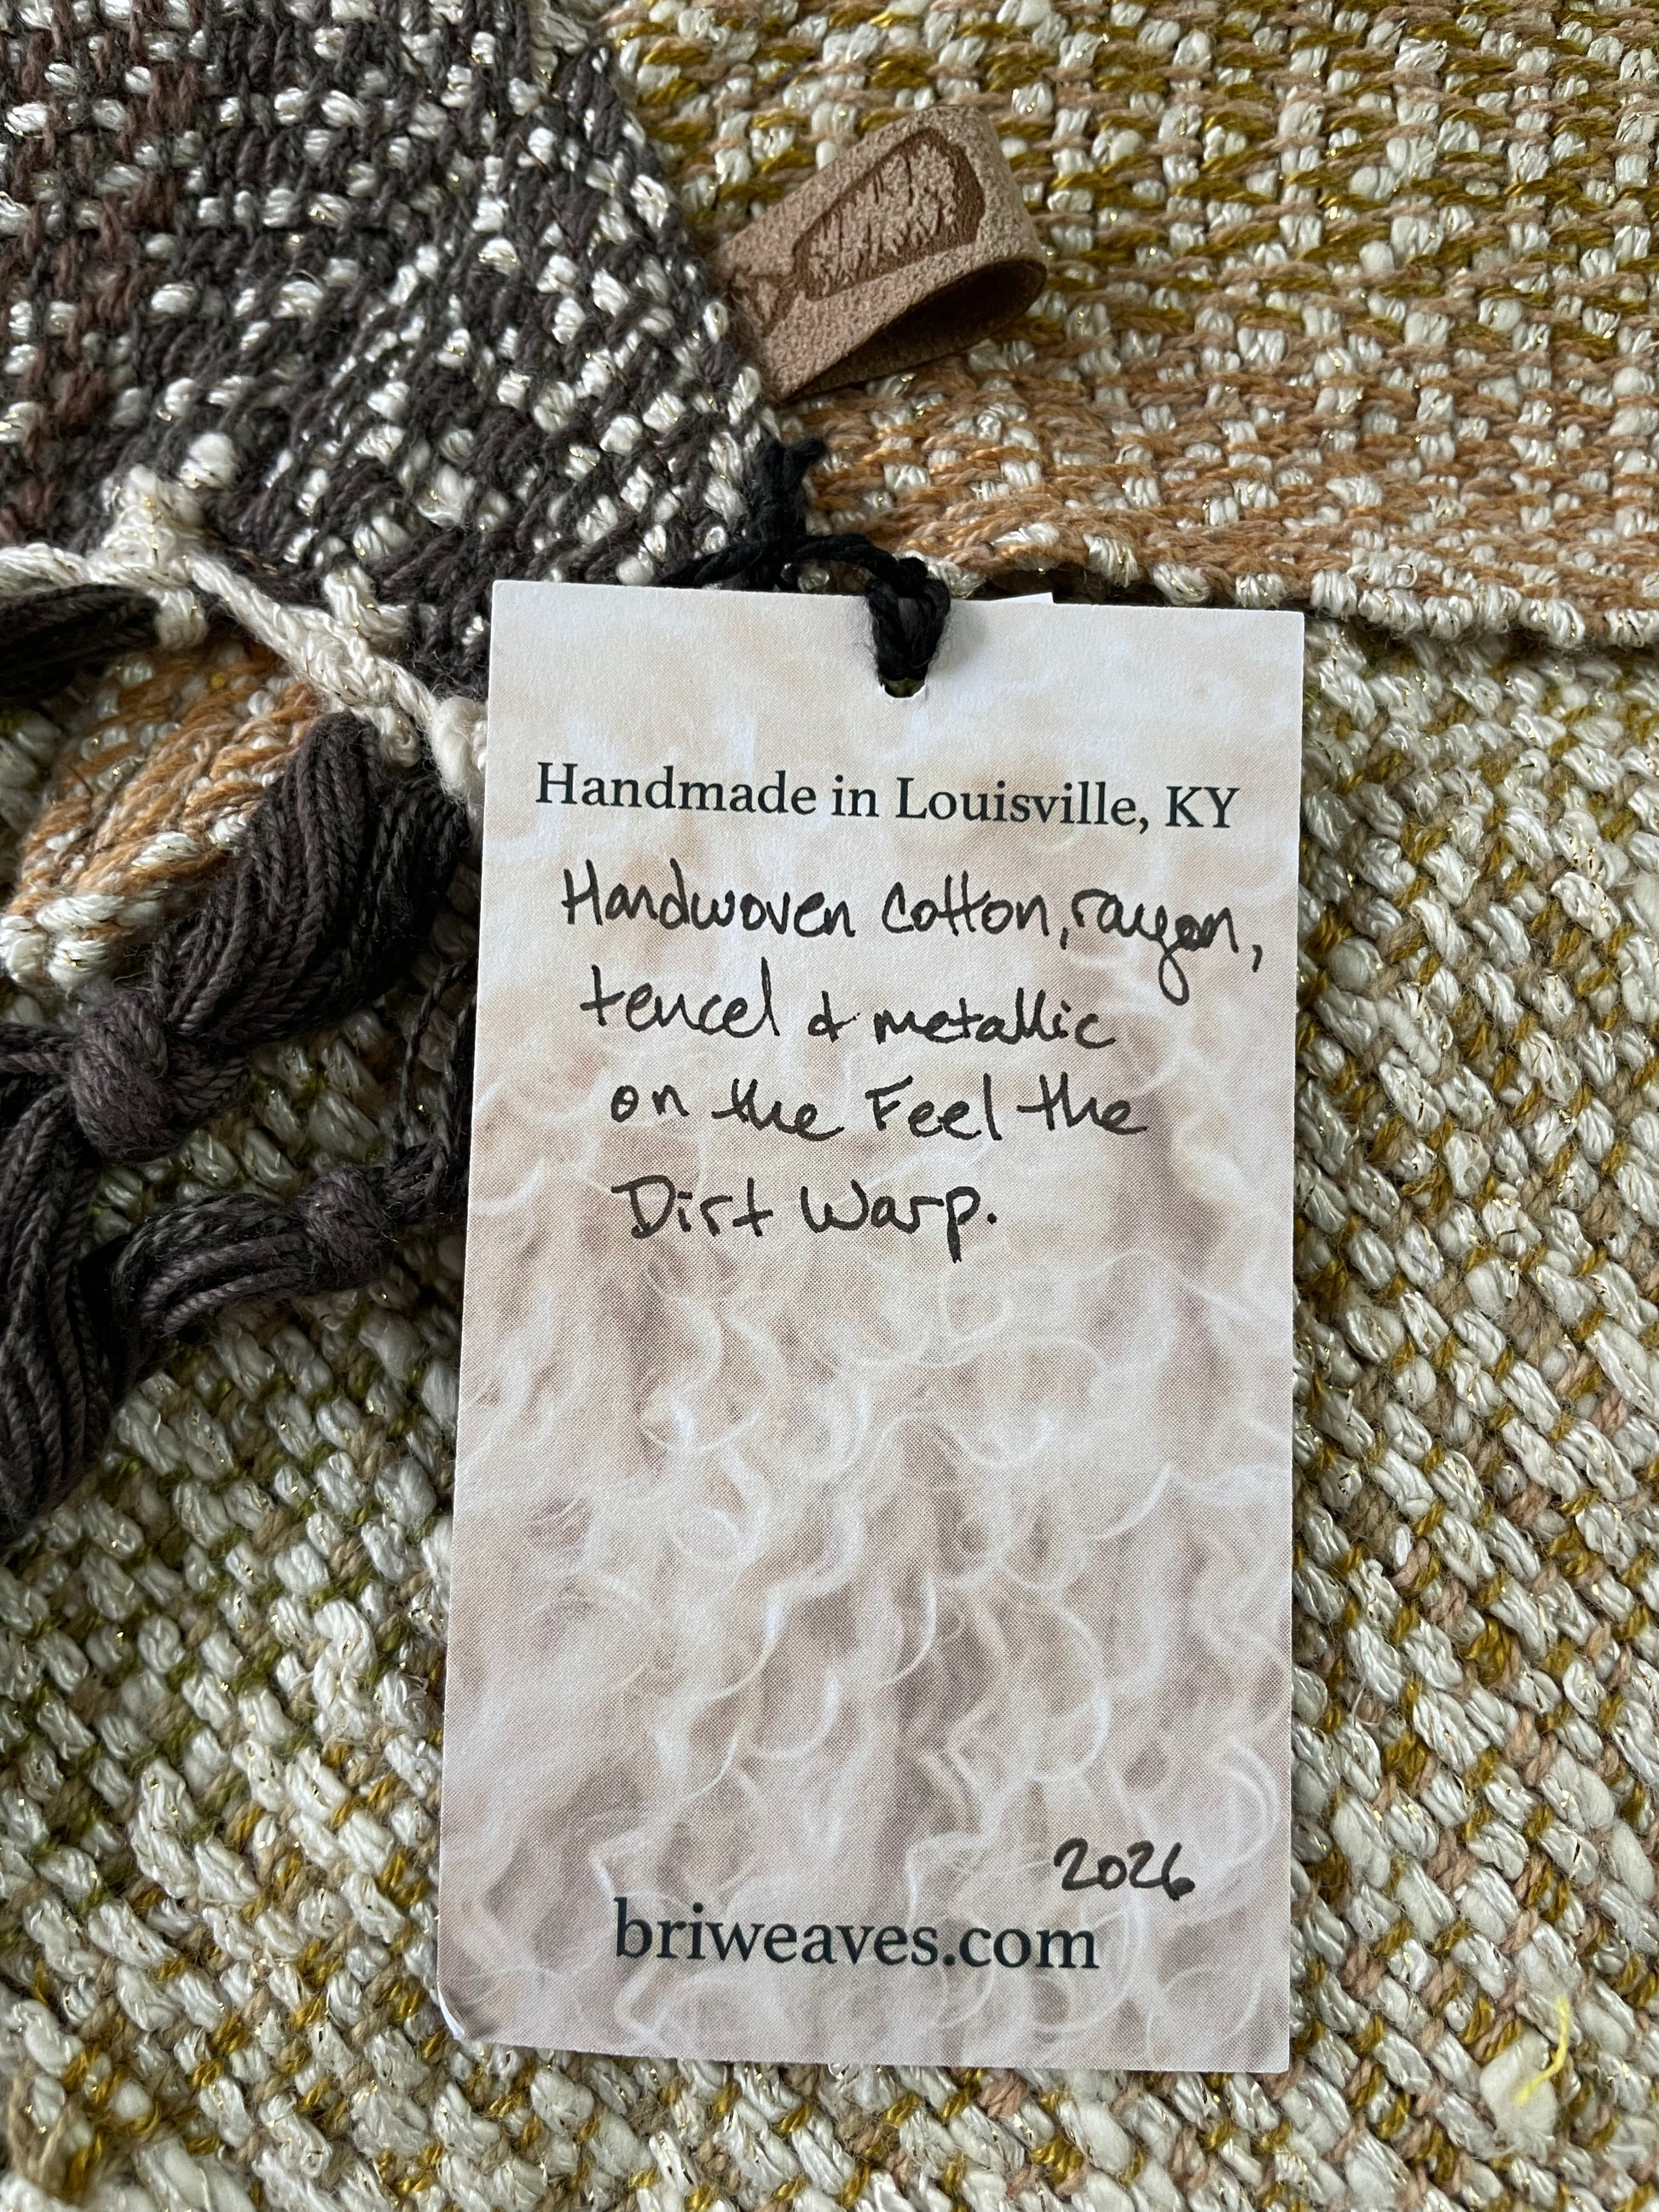 Handmade in Louisville, KY
Handwoven Cotton, rayon,
tencel & metallic
on the Feel the
Dirt Warp.
2026
briweaves.com